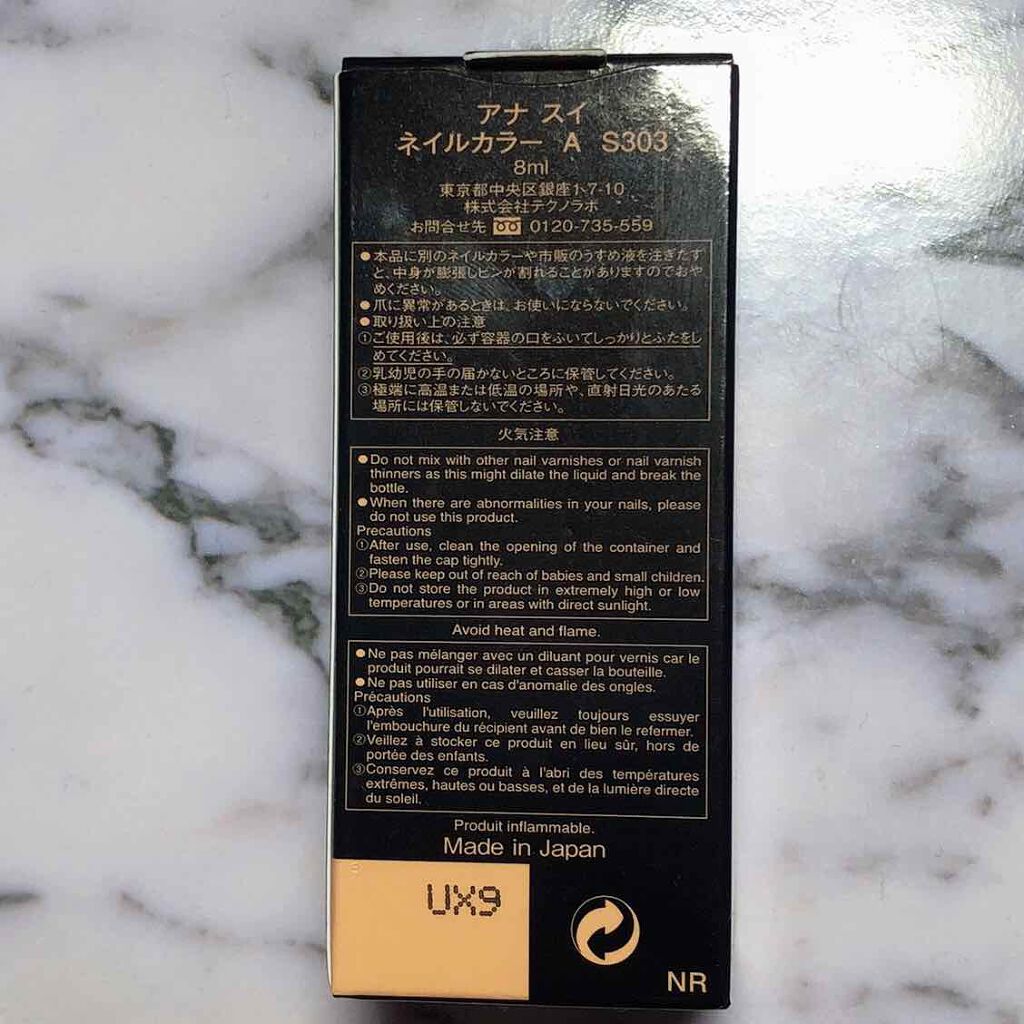 アナ スイ
ネイルカラー A S303
8ml
東京都中央区銀座1-7-10
株式会社テクノラボ
お問合せ先 0120-735-559
●本品に別のネイルカラーや市販のうすめ液を注ぎたす
と、中身が膨張しビンが割れることがありますのでおや
めください。
●爪に異常があるときは、お使いにならないでください。
●取り扱い上の注意
①ご使用後は、必ず容器の口をふいてしっかりとふたをし
めてください。
②乳幼児の手の届かないところに保管してください。
③極端に高温または低温の場所や、直射日光のあたる
場所には保管しないでください。
火気注意
●Do not mix with other nail varnishes or nail varnish
thinners as this might dilate the liquid and break the
bottle.
●When there are abnormalities in your nails, please
do not use this product.
Precautions
①After use, clean the opening of the container and
fasten the cap tightly.
②Please keep out of reach of babies and small children.
③Do not store the product in extremely high or low
temperatures or in areas with direct sunlight.
Avoid heat and flame.
●Ne pas mélanger avec un diluant pour vernis car le
produit pourrait se dilater et casser la bouteille.
●Ne pas utiliser en cas d'anomalie des ongles.
Précautions
①Après l'utilisation, veuillez toujours essuyer
l'embouchure du récipient avant de bien le refermer.
②Veillez à stocker ce produit en lieu sûr, hors de
portée des enfants.
③Conservez ce produit à l'abri des températures
extrêmes, hautes ou basses, et de la lumière directe
du soleil.
Produit inflammable.
Made in Japan
UX9
NR